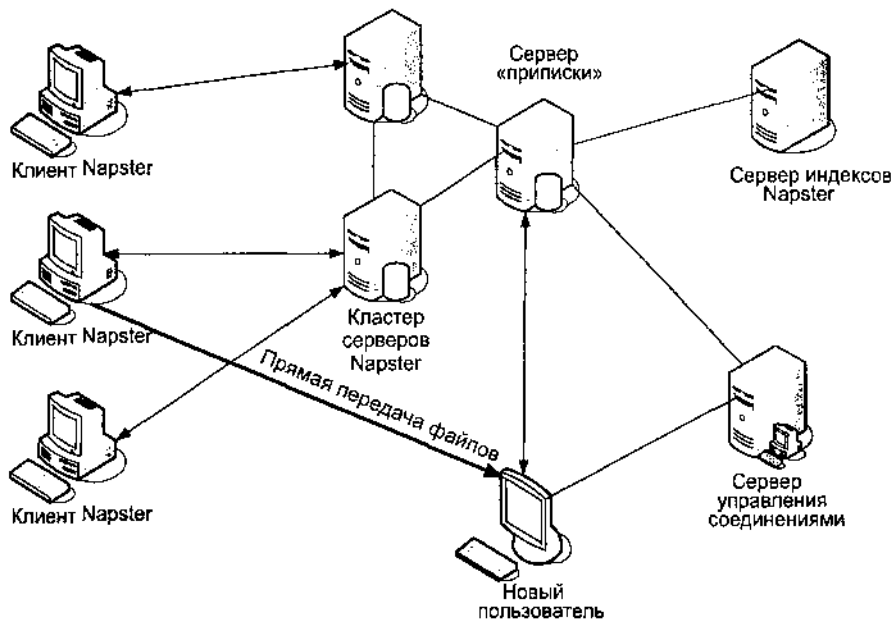 Сервер
«приписки»
Клиент Napster
Сервер индексов
Napster
Клиент Napster
Кластер
серверов
Napster
Прямая передача файлов
Клиент Napster
Сервер
управления
соединениями
Новый
пользователь